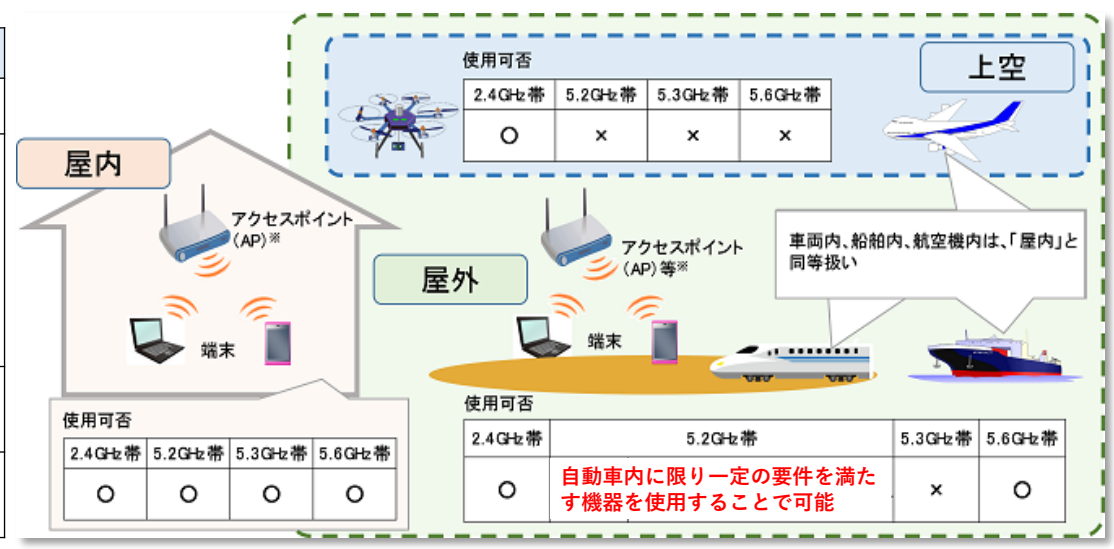 上空
使用可否
2.4GHz帯 5.2GHz帯 5.3GHz帯 5.6GHz帯
○ × × ×
屋内
アクセスポイント
(AP)※
端末
使用可否
2.4GHz帯 5.2GHz帯 5.3GHz帯 5.6GHz帯
○ ○ ○ ○
屋外
アクセスポイント
(AP)等※
端末
車両内、船舶内、航空機内は、「屋内」と
同等扱い
使用可否
2.4GHz帯 5.2GHz帯 5.3GHz帯 5.6GHz帯
○ 自動車内に限り一定の要件を満た
す機器を使用することで可能 × ○